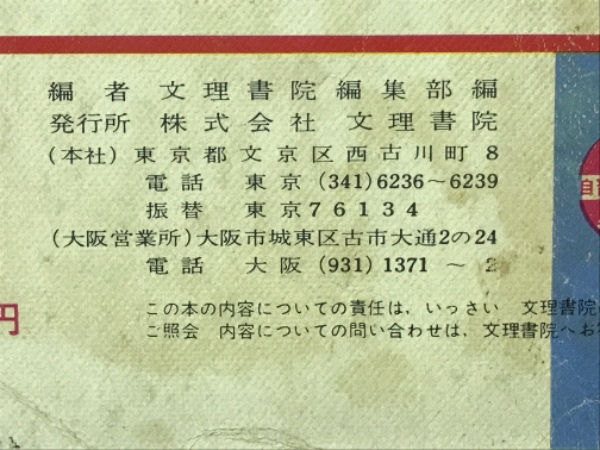 編者 文理書院編集部編
発行所 株式会社 文理書院
(本社) 東京都文京区西古川町 8
電話 東京 (341)6236～6239
振替 東京76134
(大阪営業所)大阪市城東区古市大通2の24
電話 大阪 (931) 1371 ～ 2
円
この本の内容についての責任は、いっさい 文理書院
ご照会 内容についての問い合わせは、文理書院へお